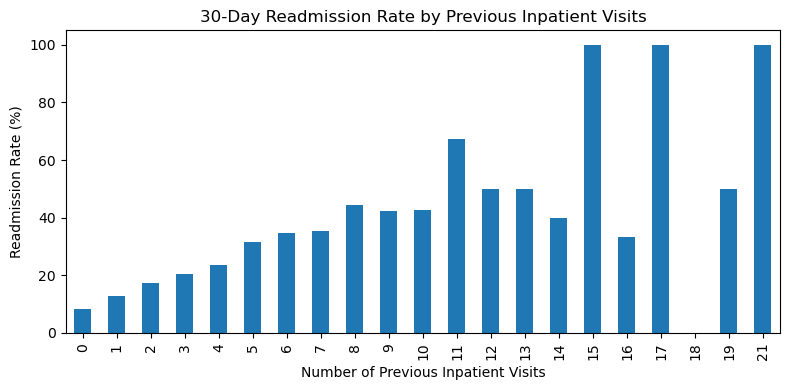 30-Day Readmission Rate by Previous Inpatient Visits
Readmission Rate (%)
100
80
60
40
20
0
0 1 2 3 4 5 6 7 8 9 10 11 12 13 14 15 16 17 18 19 21
Number of Previous Inpatient Visits